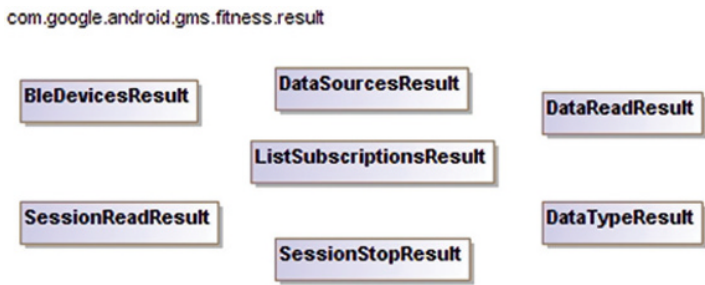 com.google.android.gms.fitness.result
BleDevicesResult
DataSourcesResult
DataReadResult
ListSubscriptionsResult
SessionReadResult
DataTypeResult
SessionStopResult